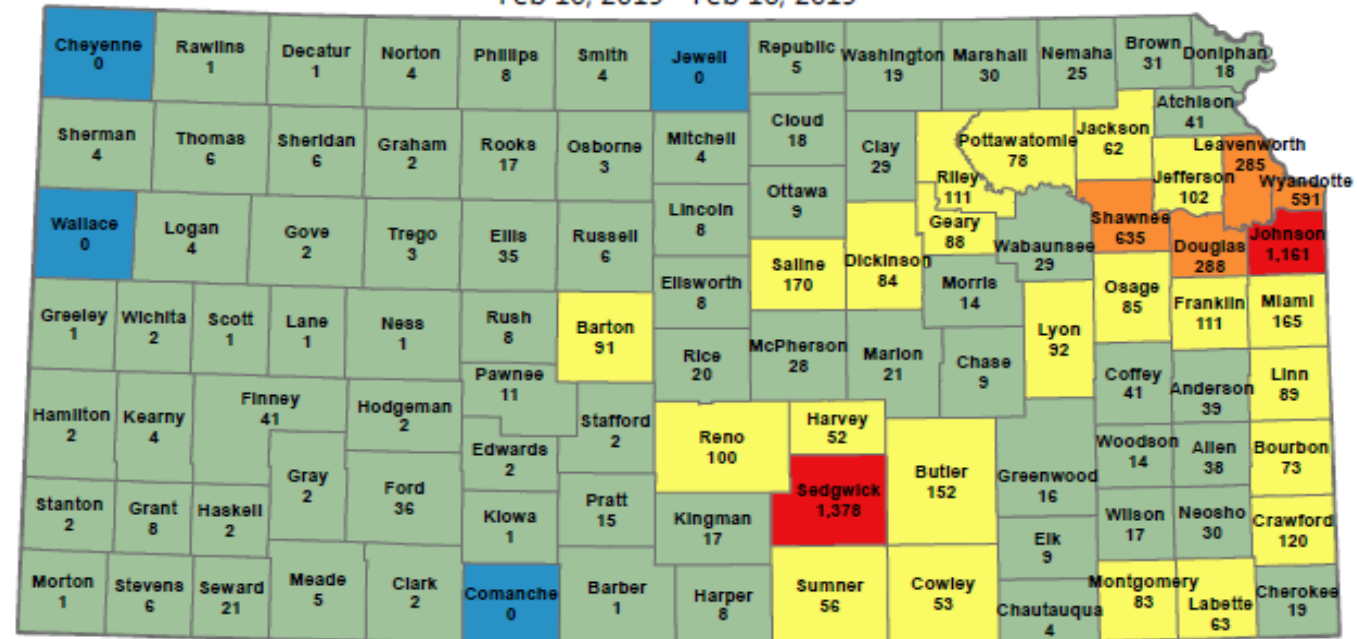 Feb 10, 2019 - Feb 16, 2019
Cheyenne
0
Rawlins
1
Decatur
1
Norton
4
Phillips
8
Smith
4
Jewell
0
Republic
5
Washington
19
Marshall
30
Nemaha
25
Brown
31
Doniphan
18
Sherman
4
Thomas
6
Sheridan
6
Graham
2
Rooks
17
Osborne
3
Mitchell
4
Cloud
18
Clay
29
Riley
111
Pottawatomie
78
Jackson
62
Atchison
41
Jefferson
102
Leavenworth
285
Wyandotte
591
Wallace
0
Logan
4
Gove
2
Trego
3
Ellis
35
Russell
6
Lincoln
8
Ottawa
9
Saline
170
Dickinson
84
Geary
88
Wabaunsee
29
Shawnee
635
Douglas
288
Johnson
1,161
Greeley
1
Wichita
2
Scott
1
Lane
1
Ness
1
Rush
8
Barton
91
Ellsworth
8
Rice
20
McPherson
28
Marion
21
Morris
14
Chase
9
Lyon
92
Osage
85
Franklin
111
Miami
165
Hamilton
2
Kearny
4
Finney
41
Hodgeman
2
Pawnee
11
Edwards
2
Stafford
2
Reno
100
Harvey
52
Sedgwick
1,378
Butler
152
Greenwood
16
Coffey
41
Anderson
39
Linn
89
Woodson
14
Allen
38
Bourbon
73
Stanton
2
Grant
8
Haskell
2
Gray
2
Ford
36
Kiowa
1
Pratt
15
Kingman
17
Elk
9
Wilson
17
Neosho
30
Crawford
120
Morton
1
Stevens
6
Seward
21
Meade
5
Clark
2
Comanche
0
Barber
1
Harper
8
Sumner
56
Cowley
53
Chautauqua
4
Montgomery
83
Labette
63
Cherokee
19